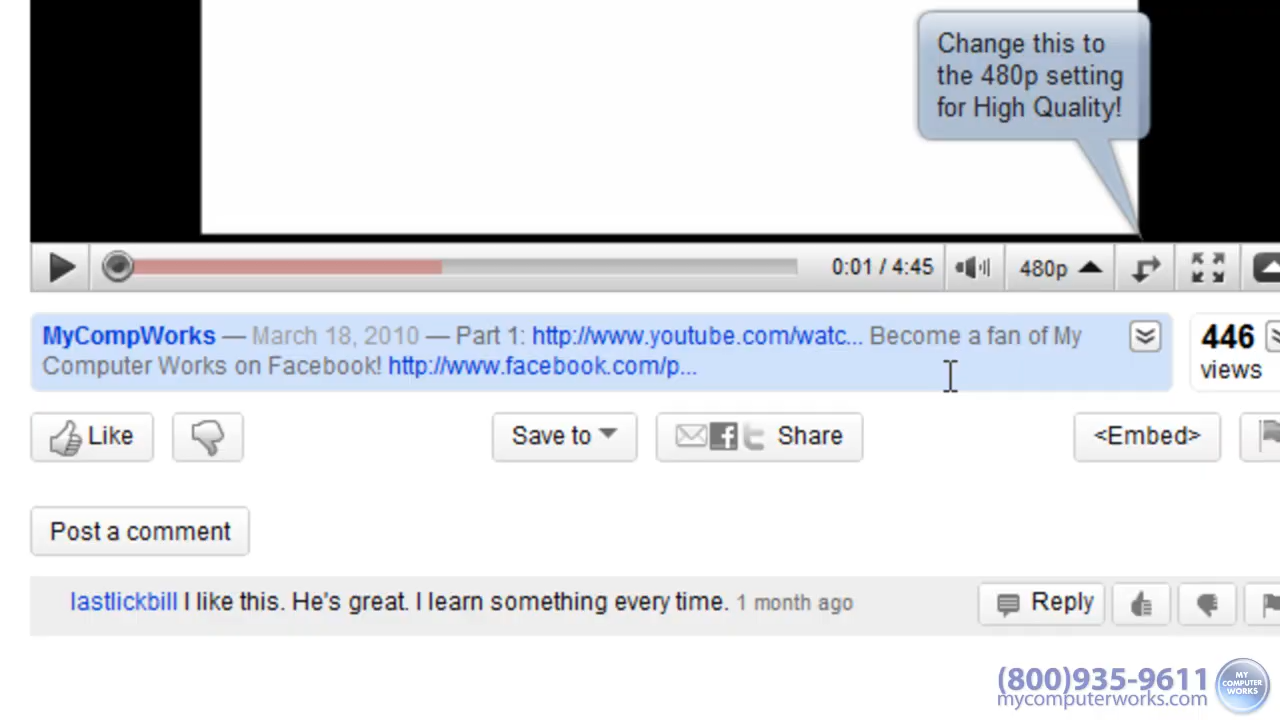 Change this to
the 480p setting
for High Quality!
0:01 / 4:45
480p
MyCompWorks — March 18, 2010 — Part 1: http://www.youtube.com/watc... Become a fan of My
Computer Works on Facebook! http://www.facebook.com/p...
446
views
Like
Save to
Share
<Embed>
Post a comment
lastlickbill I like this. He's great. I learn something every time. 1 month ago
Reply
(800)935-9611
mycomputerworks.com
MY
COMPUTER
WORKS